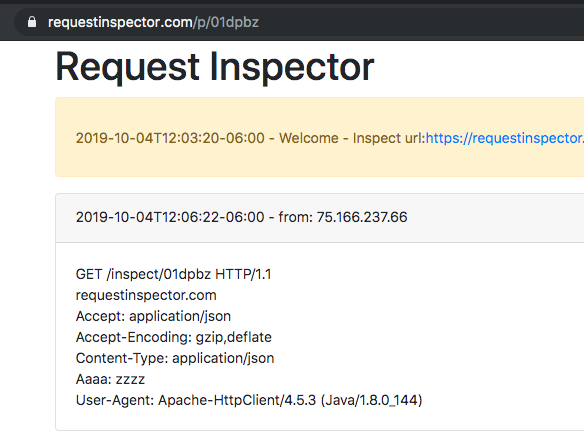 requestinspector.com/p/01dpbz
Request Inspector
2019-10-04T12:03:20-06:00 - Welcome - Inspect url:https://requestinspector.
2019-10-04T12:06:22-06:00 - from: 75.166.237.66
GET /inspect/01dpbz HTTP/1.1
requestinspector.com
Accept: application/json
Accept-Encoding: gzip,deflate
Content-Type: application/json
Aaaa: zzzz
User-Agent: Apache-HttpClient/4.5.3 (Java/1.8.0_144)